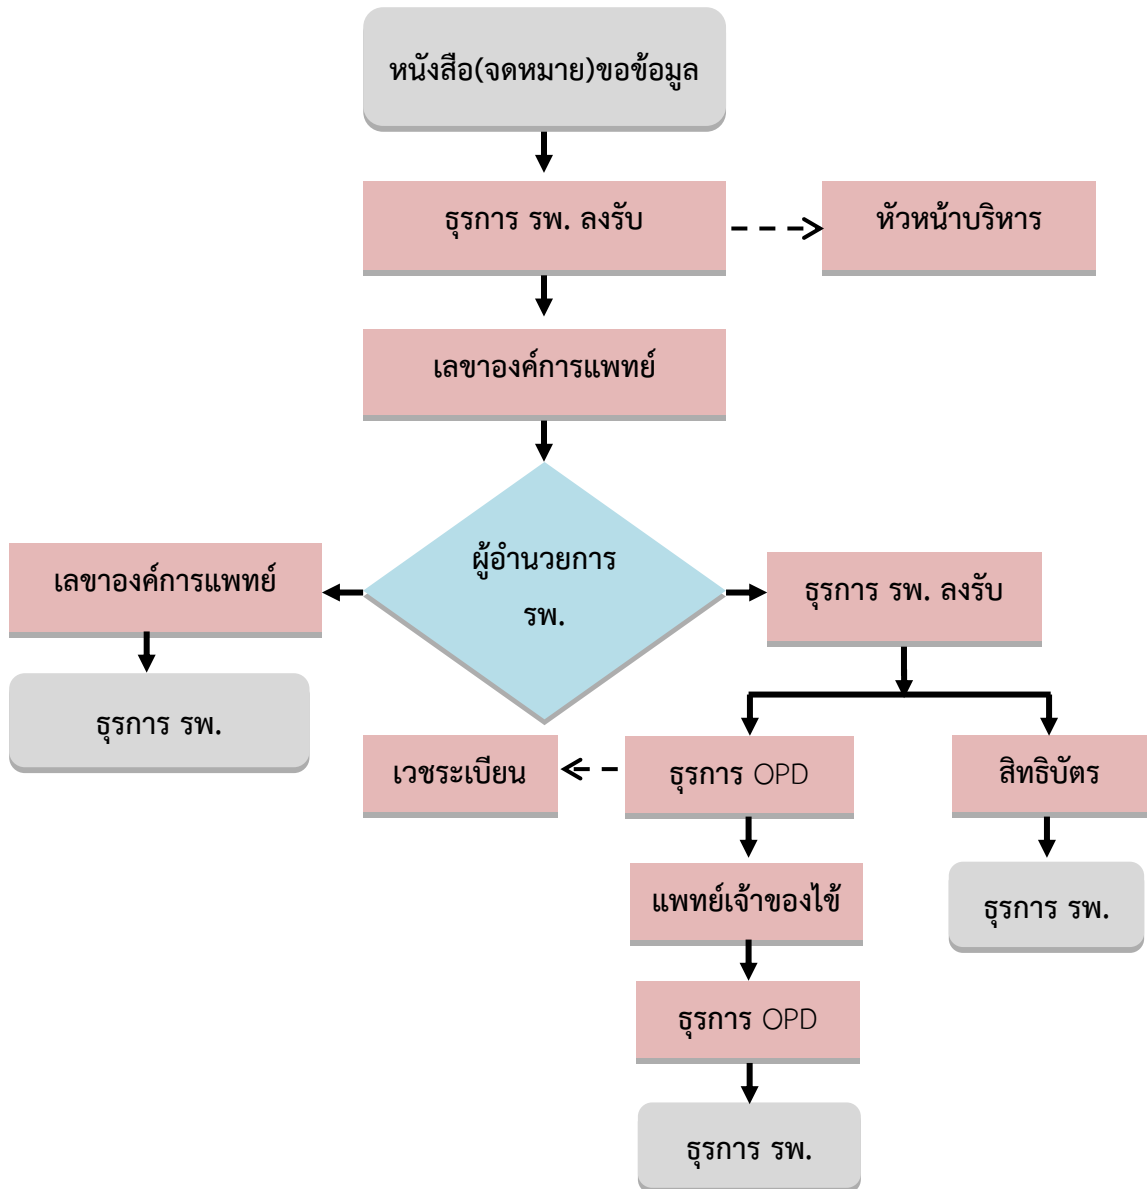 หนังสือ(จดหมาย)ขอข้อมูล
ธุรการ รพ. ลงรับ
หัวหน้าบริหาร
เลขาองค์การแพทย์
ผู้อำนวยการ
รพ.
เลขาองค์การแพทย์
ธุรการ รพ. ลงรับ
ธุรการ รพ.
เวชระเบียน
ธุรการ OPD
สิทธิบัตร
แพทย์เจ้าของไข้
ธุรการ รพ.
ธุรการ OPD
ธุรการ รพ.